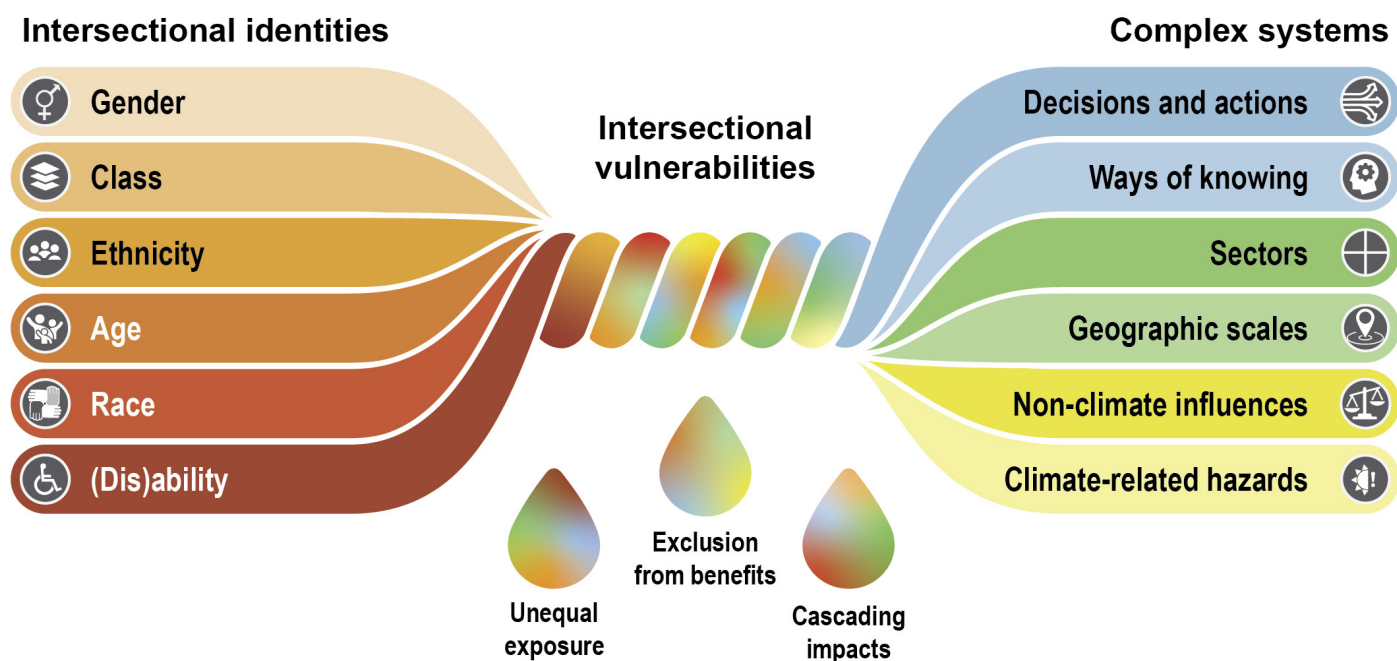 Intersectional identities
Gender
Class
Ethnicity
Age
Race
(Dis)ability
Intersectional
vulnerabilities
Unequal
exposure
Exclusion
from benefits
Cascading
impacts
Complex systems
Decisions and actions
Ways of knowing
Sectors
Geographic scales
Non-climate influences
Climate-related hazards
!